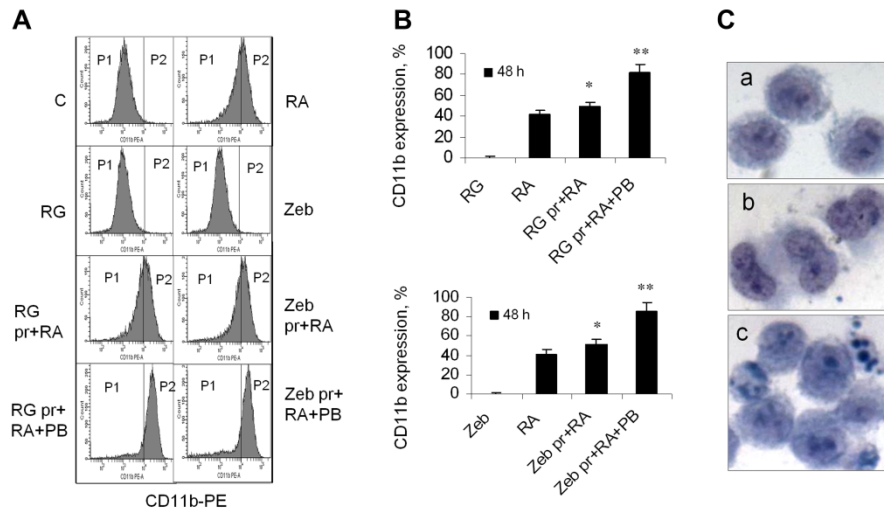 A
C
P1 P2
P1 P2
RA
RG
P1 P2
P1 P2
Zeb
RG
pr+RA
P1 P2
P1 P2
Zeb
pr+RA
RG pr+
RA+PB
P1 P2
P1 P2
Zeb pr+
RA+PB
CD11b-PE
B
CD11b expression, %
100
80
60
40
20
0
48 h
*
**
RG
RA
RG pr+RA
RG pr+RA+PB
CD11b expression, %
100
80
60
40
20
0
48 h
*
**
Zeb
RA
Zeb pr+RA
Zeb pr+RA+PB
C
a
b
c